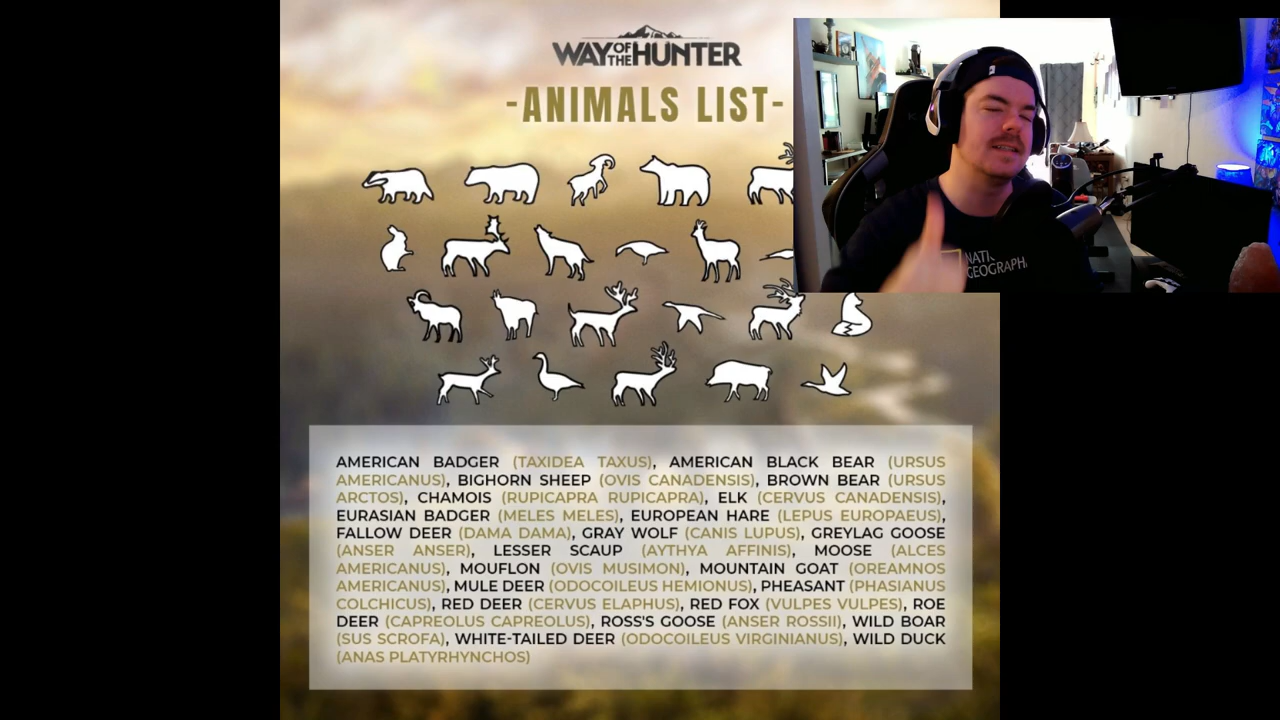 WAY OF THE HUNTER
-ANIMALS LIST-
NATI
GEOGRAPH
AMERICAN BADGER (TAXIDEA TAXUS), AMERICAN BLACK BEAR (URSUS
AMERICANUS), BIGHORN SHEEP (OVIS CANADENSIS), BROWN BEAR (URSUS
ARCTOS), CHAMOIS (RUPICAPRA RUPICAPRA), ELK (CERVUS CANADENSIS),
EURASIAN BADGER (MELES MELES), EUROPEAN HARE (LEPUS EUROPAEUS),
FALLOW DEER (DAMA DAMA), GRAY WOLF (CANIS LUPUS), GREYLAG GOOSE
(ANSER ANSER), LESSER SCAUP (AYTHYA AFFINIS), MOOSE (ALCES
AMERICANUS), MOUFLON (OVIS MUSIMON), MOUNTAIN GOAT (OREAMNOS
AMERICANUS), MULE DEER (ODOCOILEUS HEMIONUS), PHEASANT (PHASIANUS
COLCHICUS), RED DEER (CERVUS ELAPHUS), RED FOX (VULPES VULPES), ROE
DEER (CAPREOLUS CAPREOLUS), ROSS'S GOOSE (ANSER ROSSII), WILD BOAR
(SUS SCROFA), WHITE-TAILED DEER (ODOCOILEUS VIRGINIANUS), WILD DUCK
(ANAS PLATYRHYNCHOS)